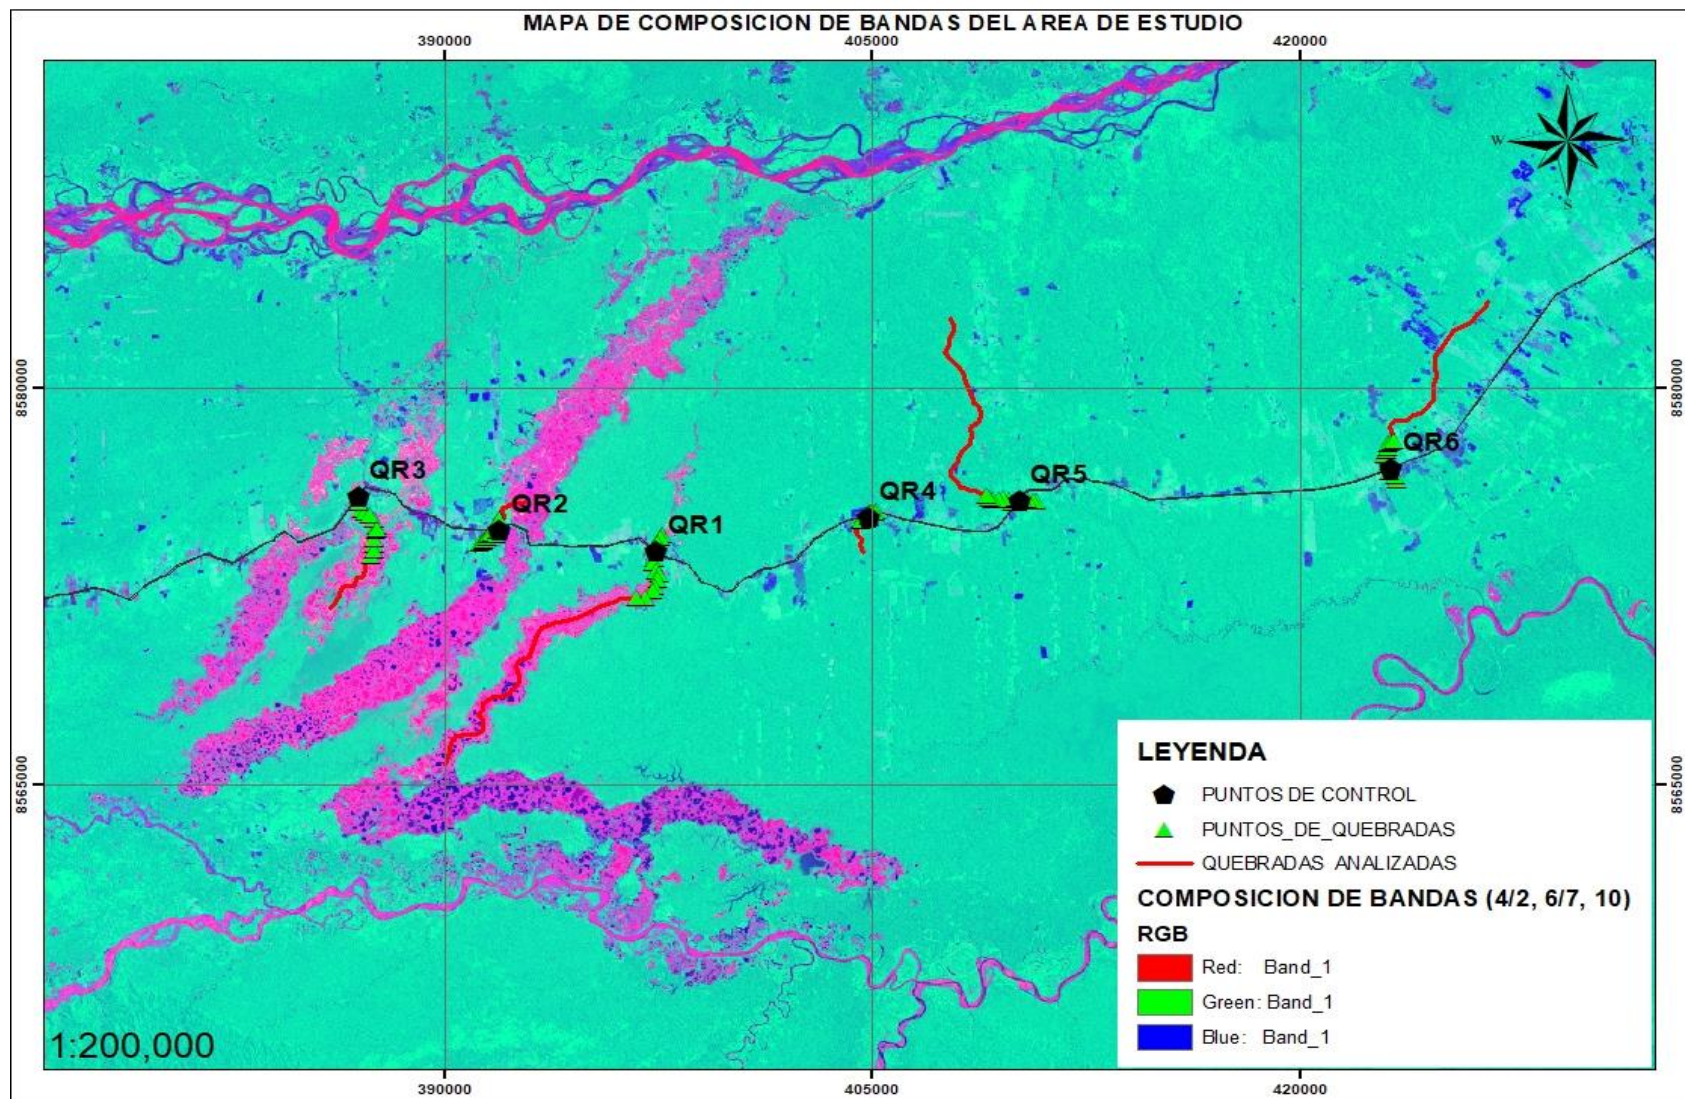 MAPA DE COMPOSICION DE BANDAS DEL AREA DE ESTUDIO
390000 405000 420000
N
W E
S
8580000 8580000
QR3 QR2 QR1 QR4 QR5 QR6
8565000 8565000
LEYENDA
PUNTOS DE CONTROL
PUNTOS_DE_QUEBRADAS
QUEBRADAS ANALIZADAS
COMPOSICION DE BANDAS (4/2, 6/7, 10)
RGB
Red: Band_1
Green: Band_1
Blue: Band_1
1:200,000
390000 405000 420000